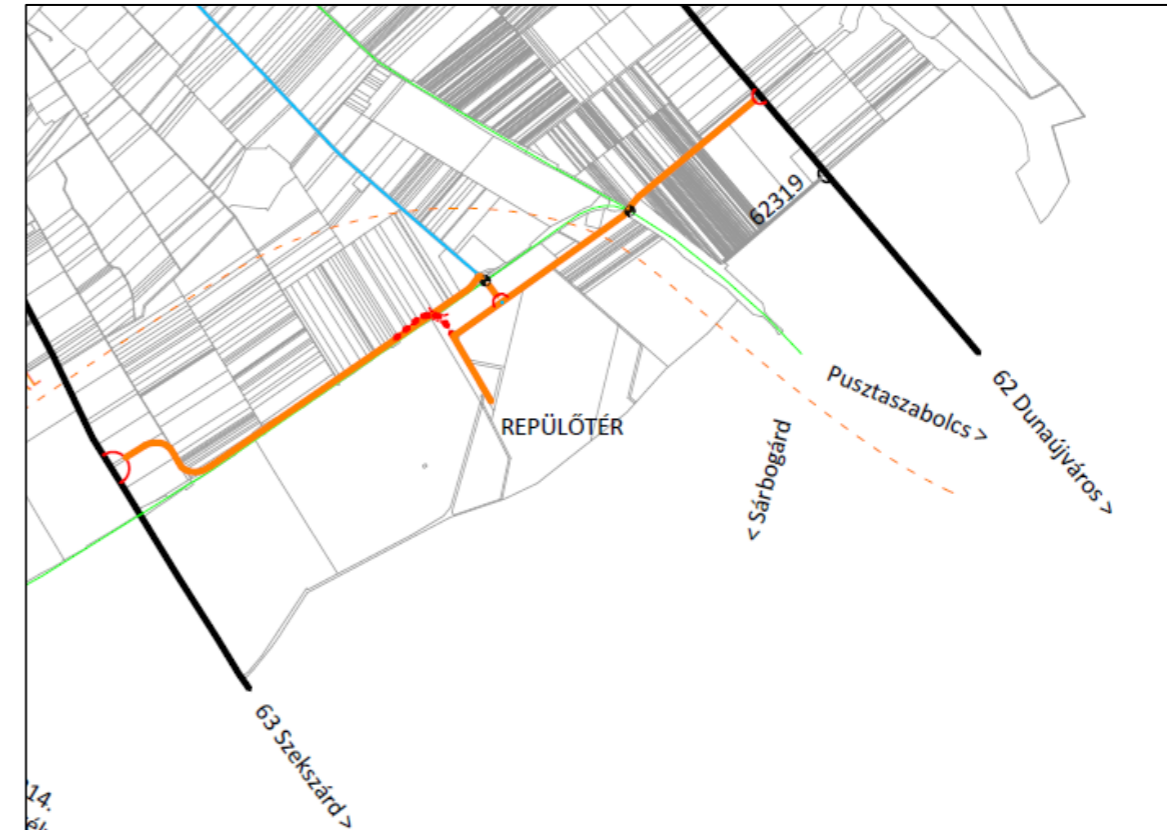 62319
Pusztaszabolcs >
62 Dunaújváros >
REPÜLŐTÉR
< Sárbogárd
63 Szekszárd >
14.